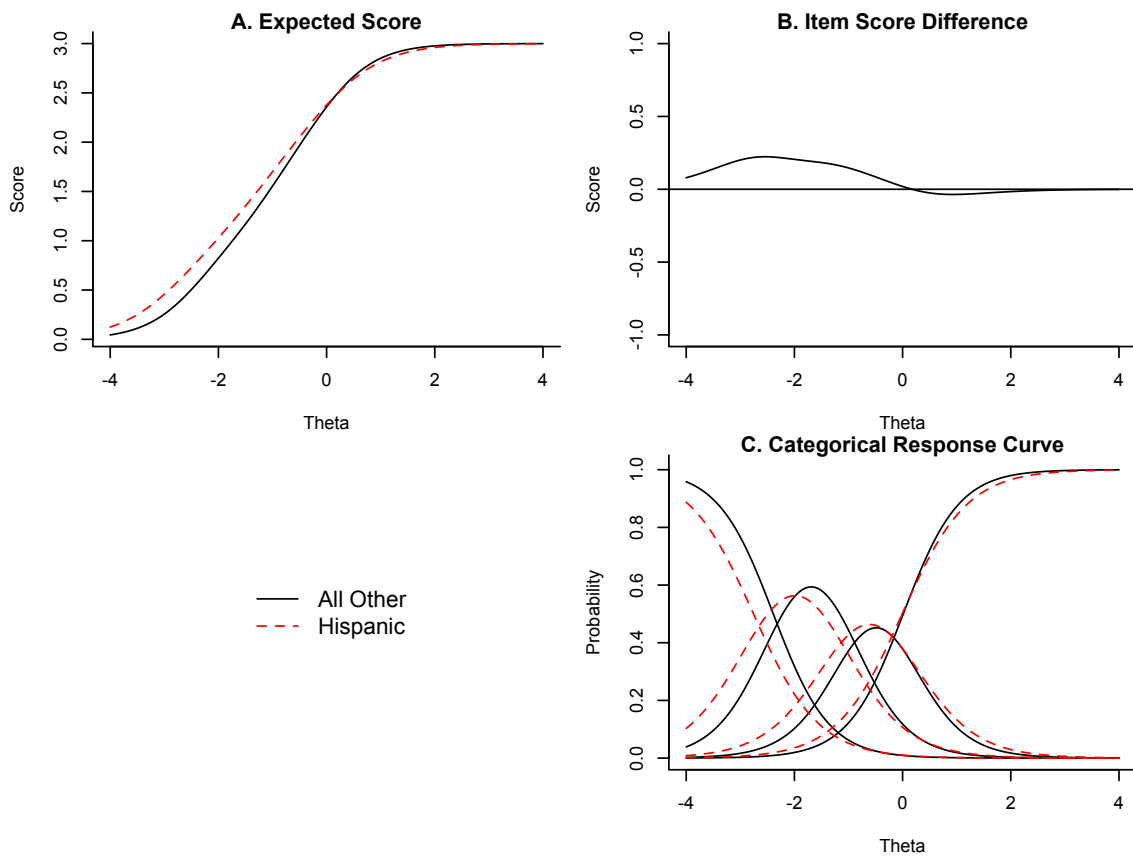 A. Expected Score
Score
0.0 0.5 1.0 1.5 2.0 2.5 3.0
-4 -2 0 2 4
Theta
B. Item Score Difference
Score
-1.0 -0.5 0.0 0.5 1.0
-4 -2 0 2 4
Theta
All Other
Hispanic
C. Categorical Response Curve
Probability
0.0 0.2 0.4 0.6 0.8 1.0
-4 -2 0 2 4
Theta